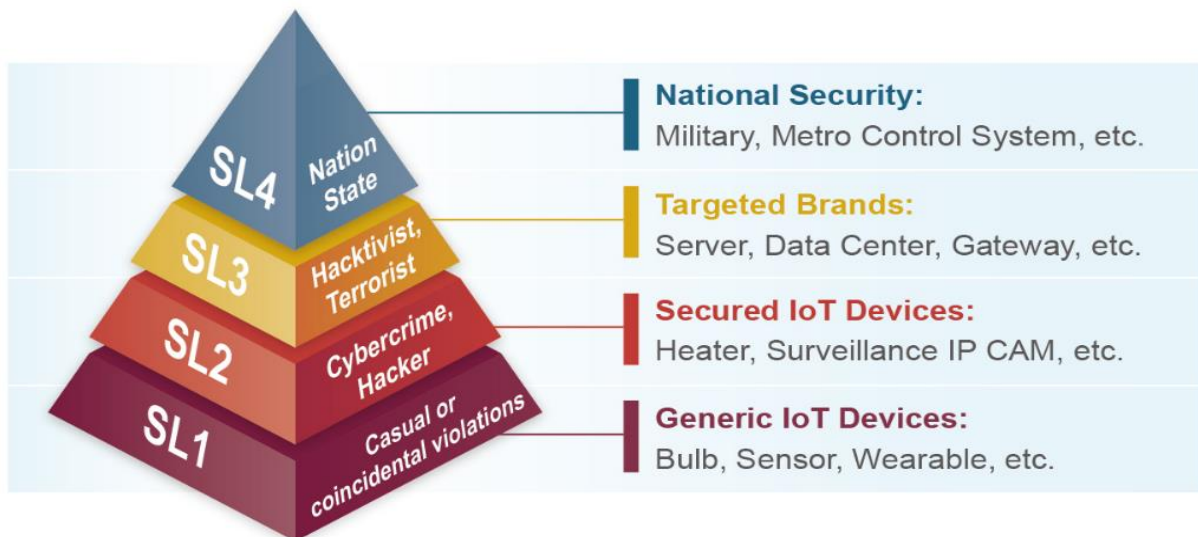 SL4
Nation
State
National Security:
Military, Metro Control System, etc.
SL3
Hacktivist,
Terrorist
Targeted Brands:
Server, Data Center, Gateway, etc.
SL2
Cybercrime,
Hacker
Secured IoT Devices:
Heater, Surveillance IP CAM, etc.
SL1
Casual or
coincidental violations
Generic IoT Devices:
Bulb, Sensor, Wearable, etc.